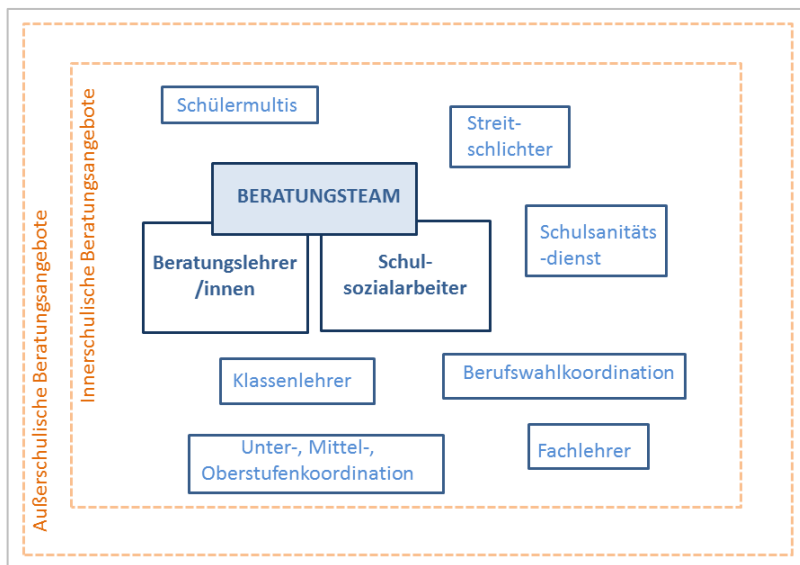 Außerschulische Beratungsangebote
Innerschulische Beratungsangebote
Schülermultis
Streit-
schlichter
BERATUNGSTEAM
Beratungslehrer
/innen
Schul-
sozialarbeiter
Schulsanitäts
-dienst
Klassenlehrer
Berufswahlkoordination
Unter-, Mittel-,
Oberstufenkoordination
Fachlehrer